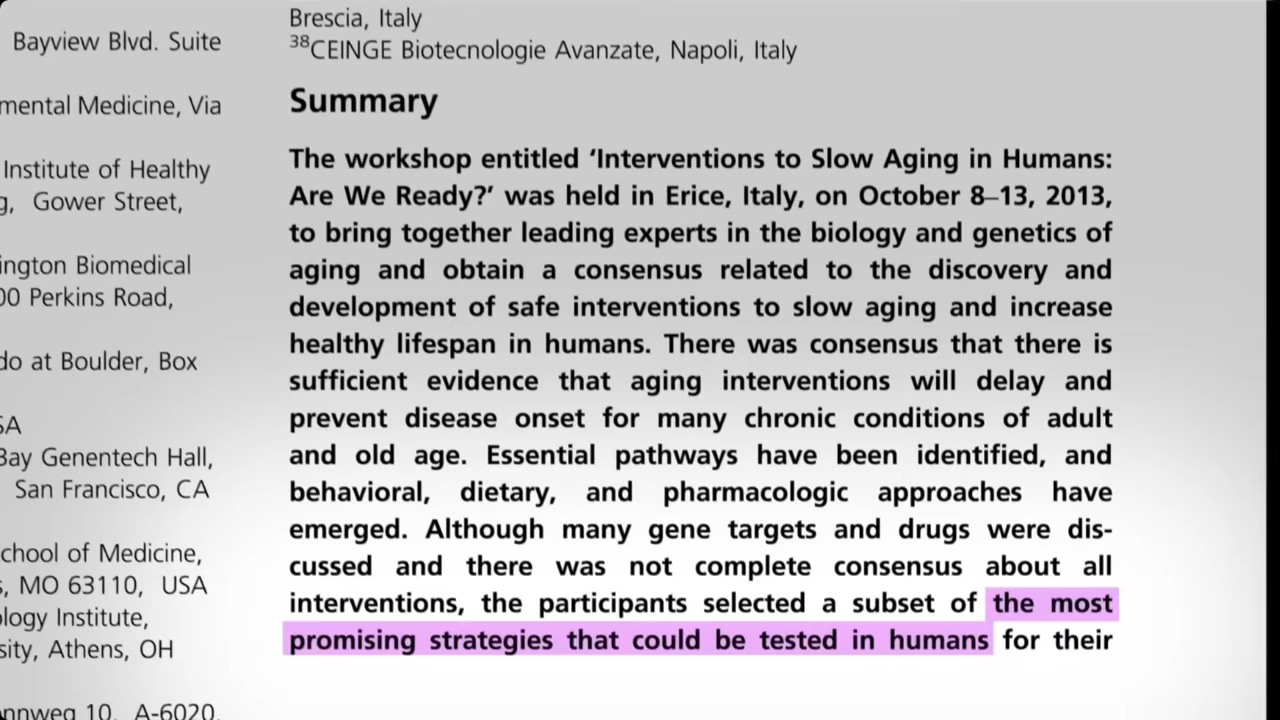 Bayview Blvd. Suite
mental Medicine, Via
Institute of Healthy
g, Gower Street,
ington Biomedical
00 Perkins Road,
do at Boulder, Box
SA
Bay Genentech Hall,
San Francisco, CA
chool of Medicine,
s, MO 63110, USA
ology Institute,
sity, Athens, OH
nnweg 10, A-6020,
Brescia, Italy
38CEINGE Biotecnologie Avanzate, Napoli, Italy
Summary
The workshop entitled ‘Interventions to Slow Aging in Humans:
Are We Ready?’ was held in Erice, Italy, on October 8–13, 2013,
to bring together leading experts in the biology and genetics of
aging and obtain a consensus related to the discovery and
development of safe interventions to slow aging and increase
healthy lifespan in humans. There was consensus that there is
sufficient evidence that aging interventions will delay and
prevent disease onset for many chronic conditions of adult
and old age. Essential pathways have been identified, and
behavioral, dietary, and pharmacologic approaches have
emerged. Although many gene targets and drugs were dis-
cussed and there was not complete consensus about all
interventions, the participants selected a subset of the most
promising strategies that could be tested in humans for their